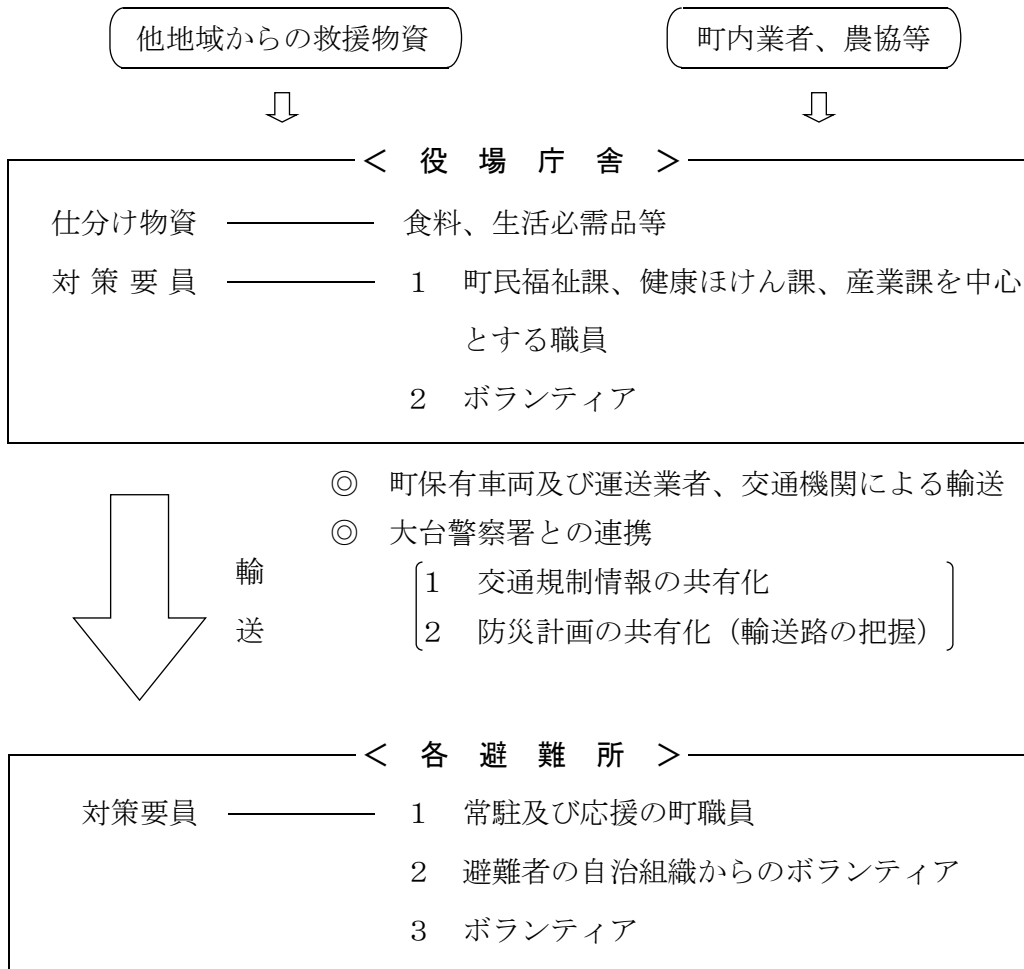 他地域からの救援物資
町内業者、農協等
＜ 役 場 庁 舎 ＞
仕分け物資 食料、生活必需品等
対 策 要 員 １ 町民福祉課、健康ほけん課、産業課を中心
とする職員
２ ボランティア
◎ 町保有車両及び運送業者、交通機関による輸送
◎ 大台警察署との連携
輸
送
１ 交通規制情報の共有化
２ 防災計画の共有化（輸送路の把握）
＜ 各 避 難 所 ＞
対策要員 １ 常駐及び応援の町職員
２ 避難者の自治組織からのボランティア
３ ボランティア